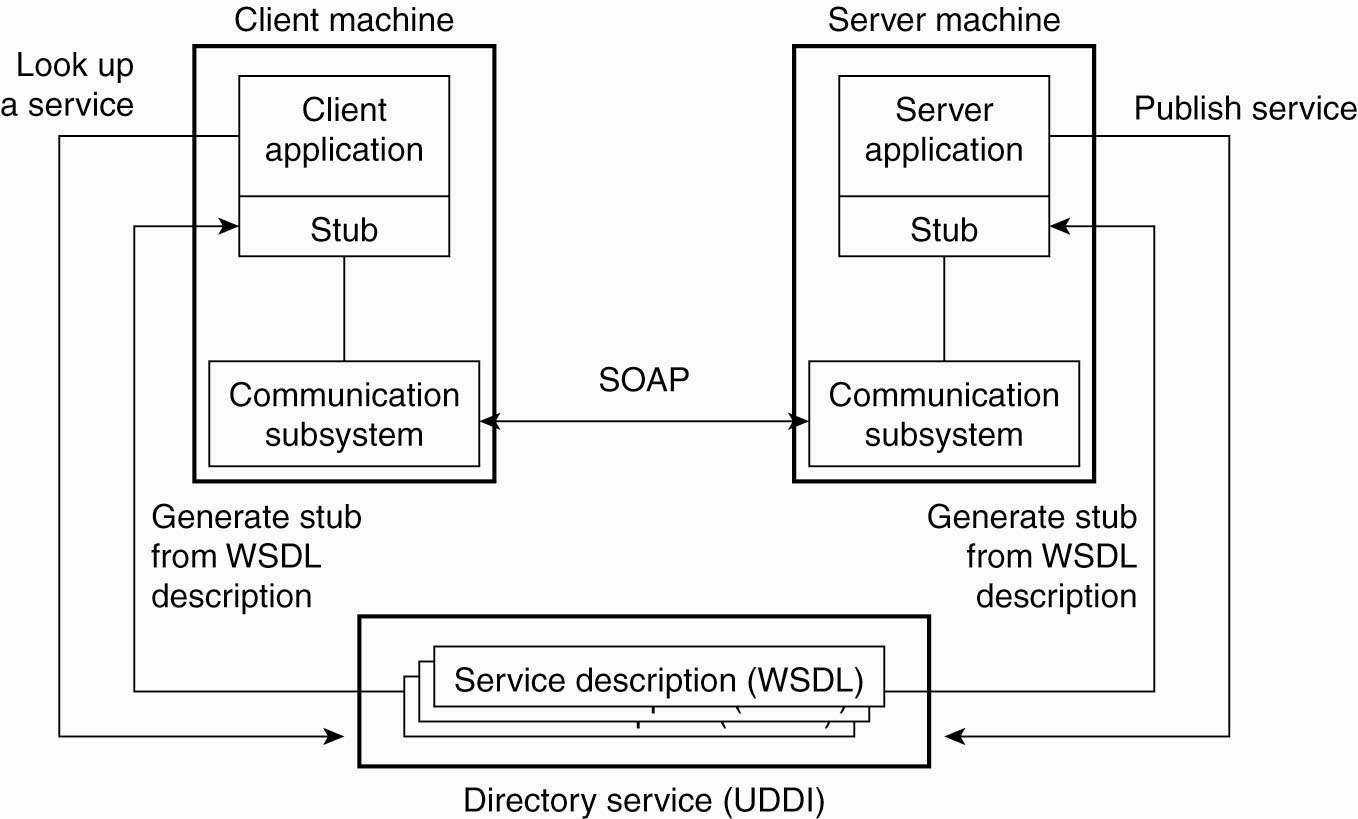 Client machine
Server machine
Look up
a service
Client
application
Server
application
Publish service
Stub
Stub
Communication
subsystem
SOAP
Communication
subsystem
Generate stub
from WSDL
description
Generate stub
from WSDL
description
Service description (WSDL)
Directory service (UDDI)